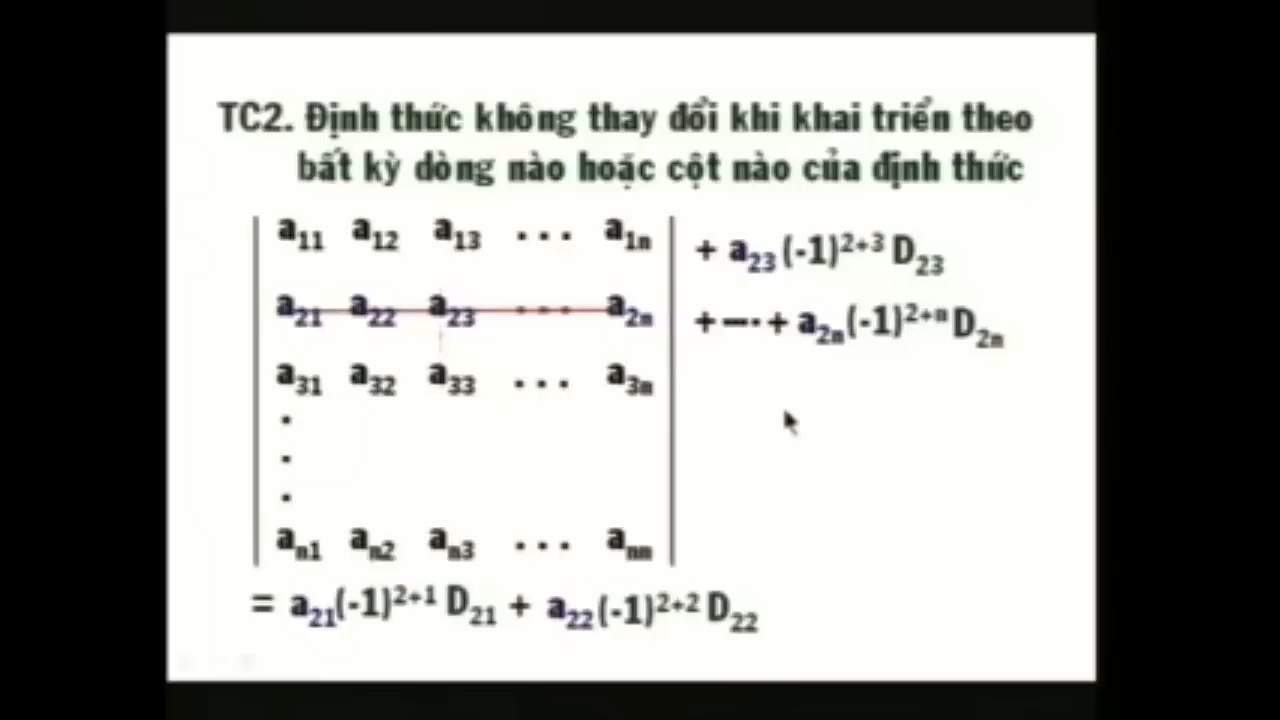 TC2. Định thức không thay đổi khi khai triển theo
bất kỳ dòng nào hoặc cột nào của định thức
a11 a12 a13 ... a1n
a21 a22 a23 ... a2n
a31 a32 a33 ... a3n
.
.
.
an1 an2 an3 ... ann
= a21(-1)2+1 D21 + a22(-1)2+2 D22
+ a23(-1)2+3 D23
+ ... + a2n(-1)2+n D2n